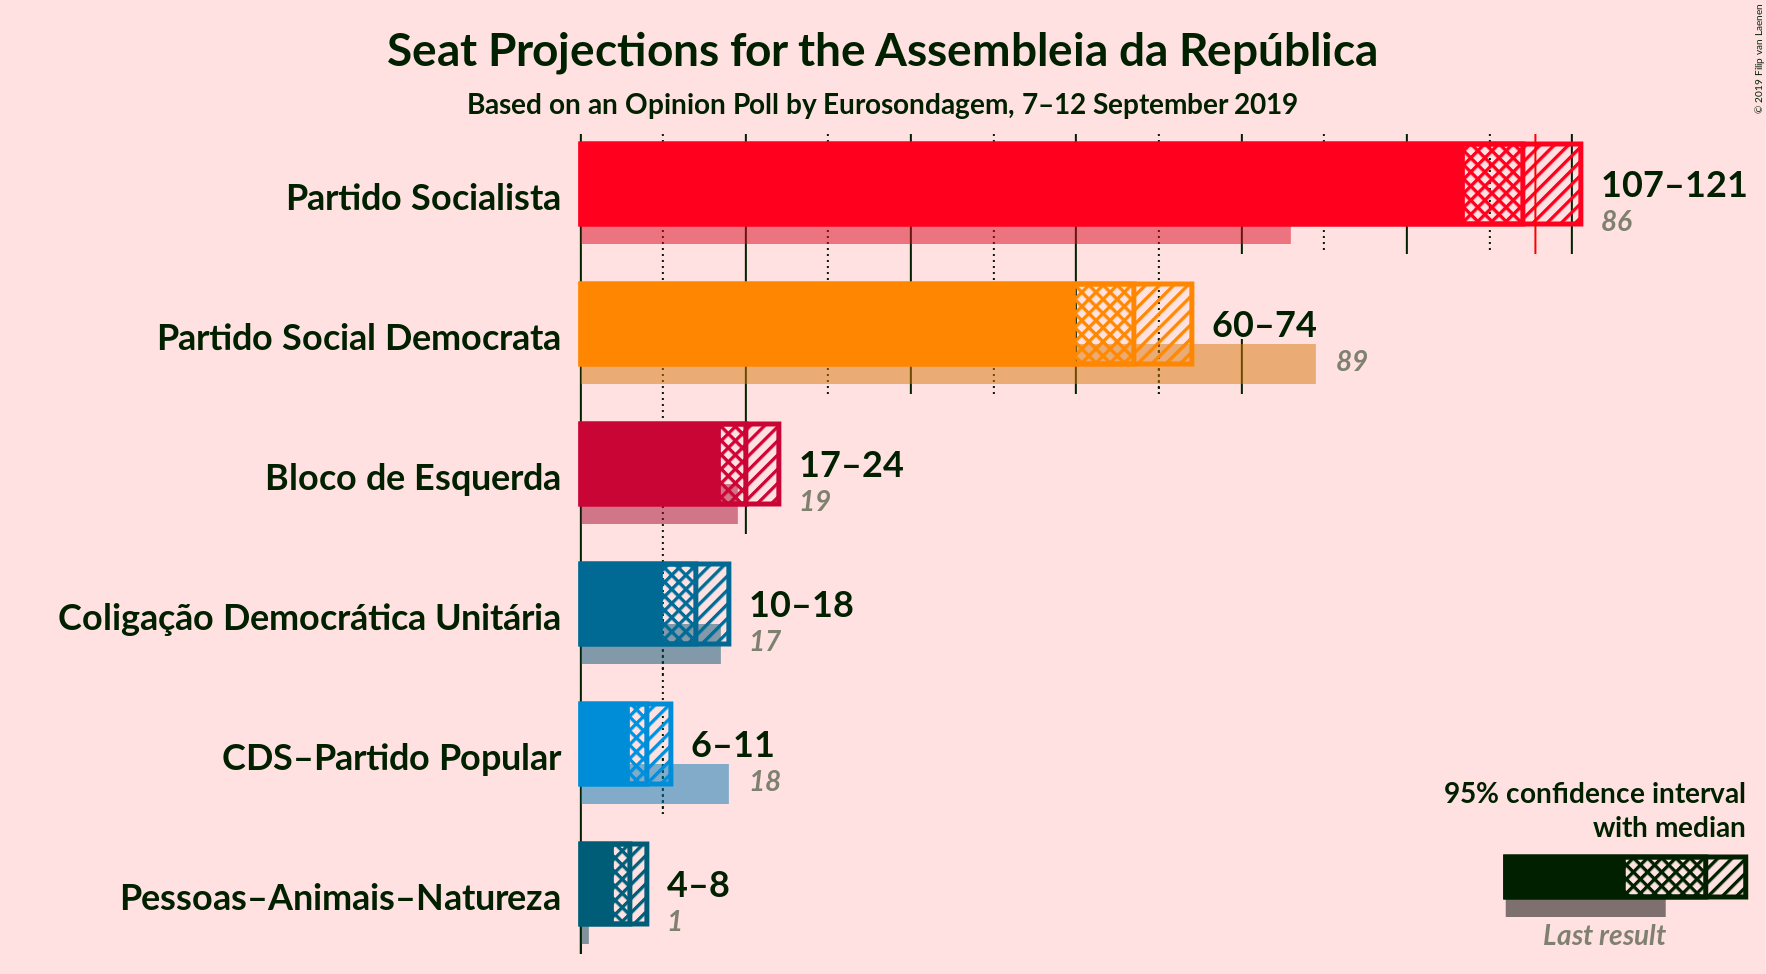 Seat Projections for the Assembleia da República
Based on an Opinion Poll by Eurosondagem, 7–12 September 2019
© 2019 Filip van Laenen
Partido Socialista
107–121
86
Partido Social Democrata
60–74
89
Bloco de Esquerda
17–24
19
Coligação Democrática Unitária
10–18
17
CDS–Partido Popular
6–11
18
Pessoas–Animais–Natureza
4–8
1
95% confidence interval
with median
Last result